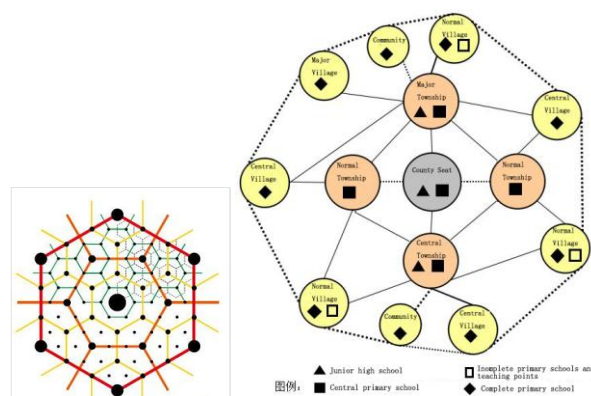 Normal
Village
Community
Major
Village
Major
Township
Central
Village
Central
Village
Normal
Township
County Seat
Normal
Township
Central
Township
Normal
Village
Normal
Village
Community
Central
Village
图例：
Junior high school
Central primary school
Inomplete primary schools an
teaching points
Complete primary school